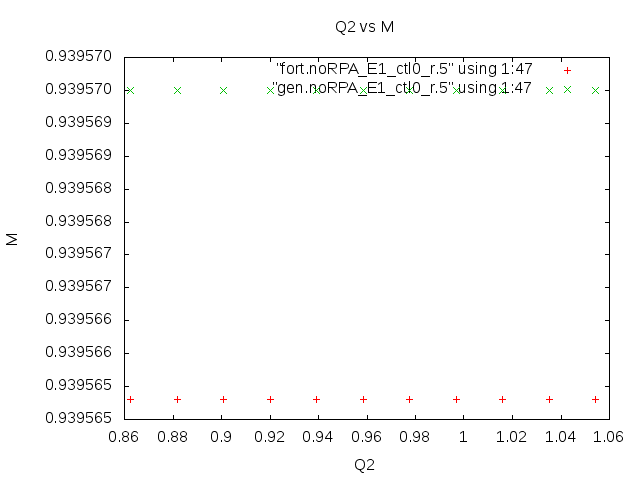 Q2 vs M
0.939570
"fort.noRPA_E1_ctl0_r.5" using 1:47
0.939570
"gen.noRPA_E1_ctl0_r.5" using 1:47
0.939569
0.939569
0.939568
0.939568
M
0.939567
0.939567
0.939566
0.939566
0.939565
0.939565
0.86 0.88 0.9 0.92 0.94 0.96 0.98 1 1.02 1.04 1.06
Q2